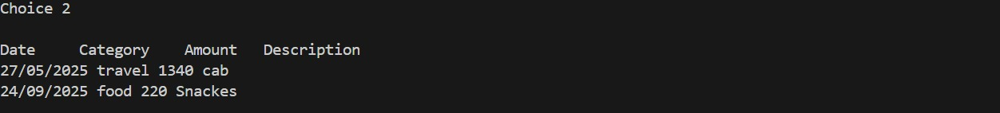 Choice 2
Date     Category    Amount   Description
27/05/2025 travel 1340 cab
24/09/2025 food 220 Snackes